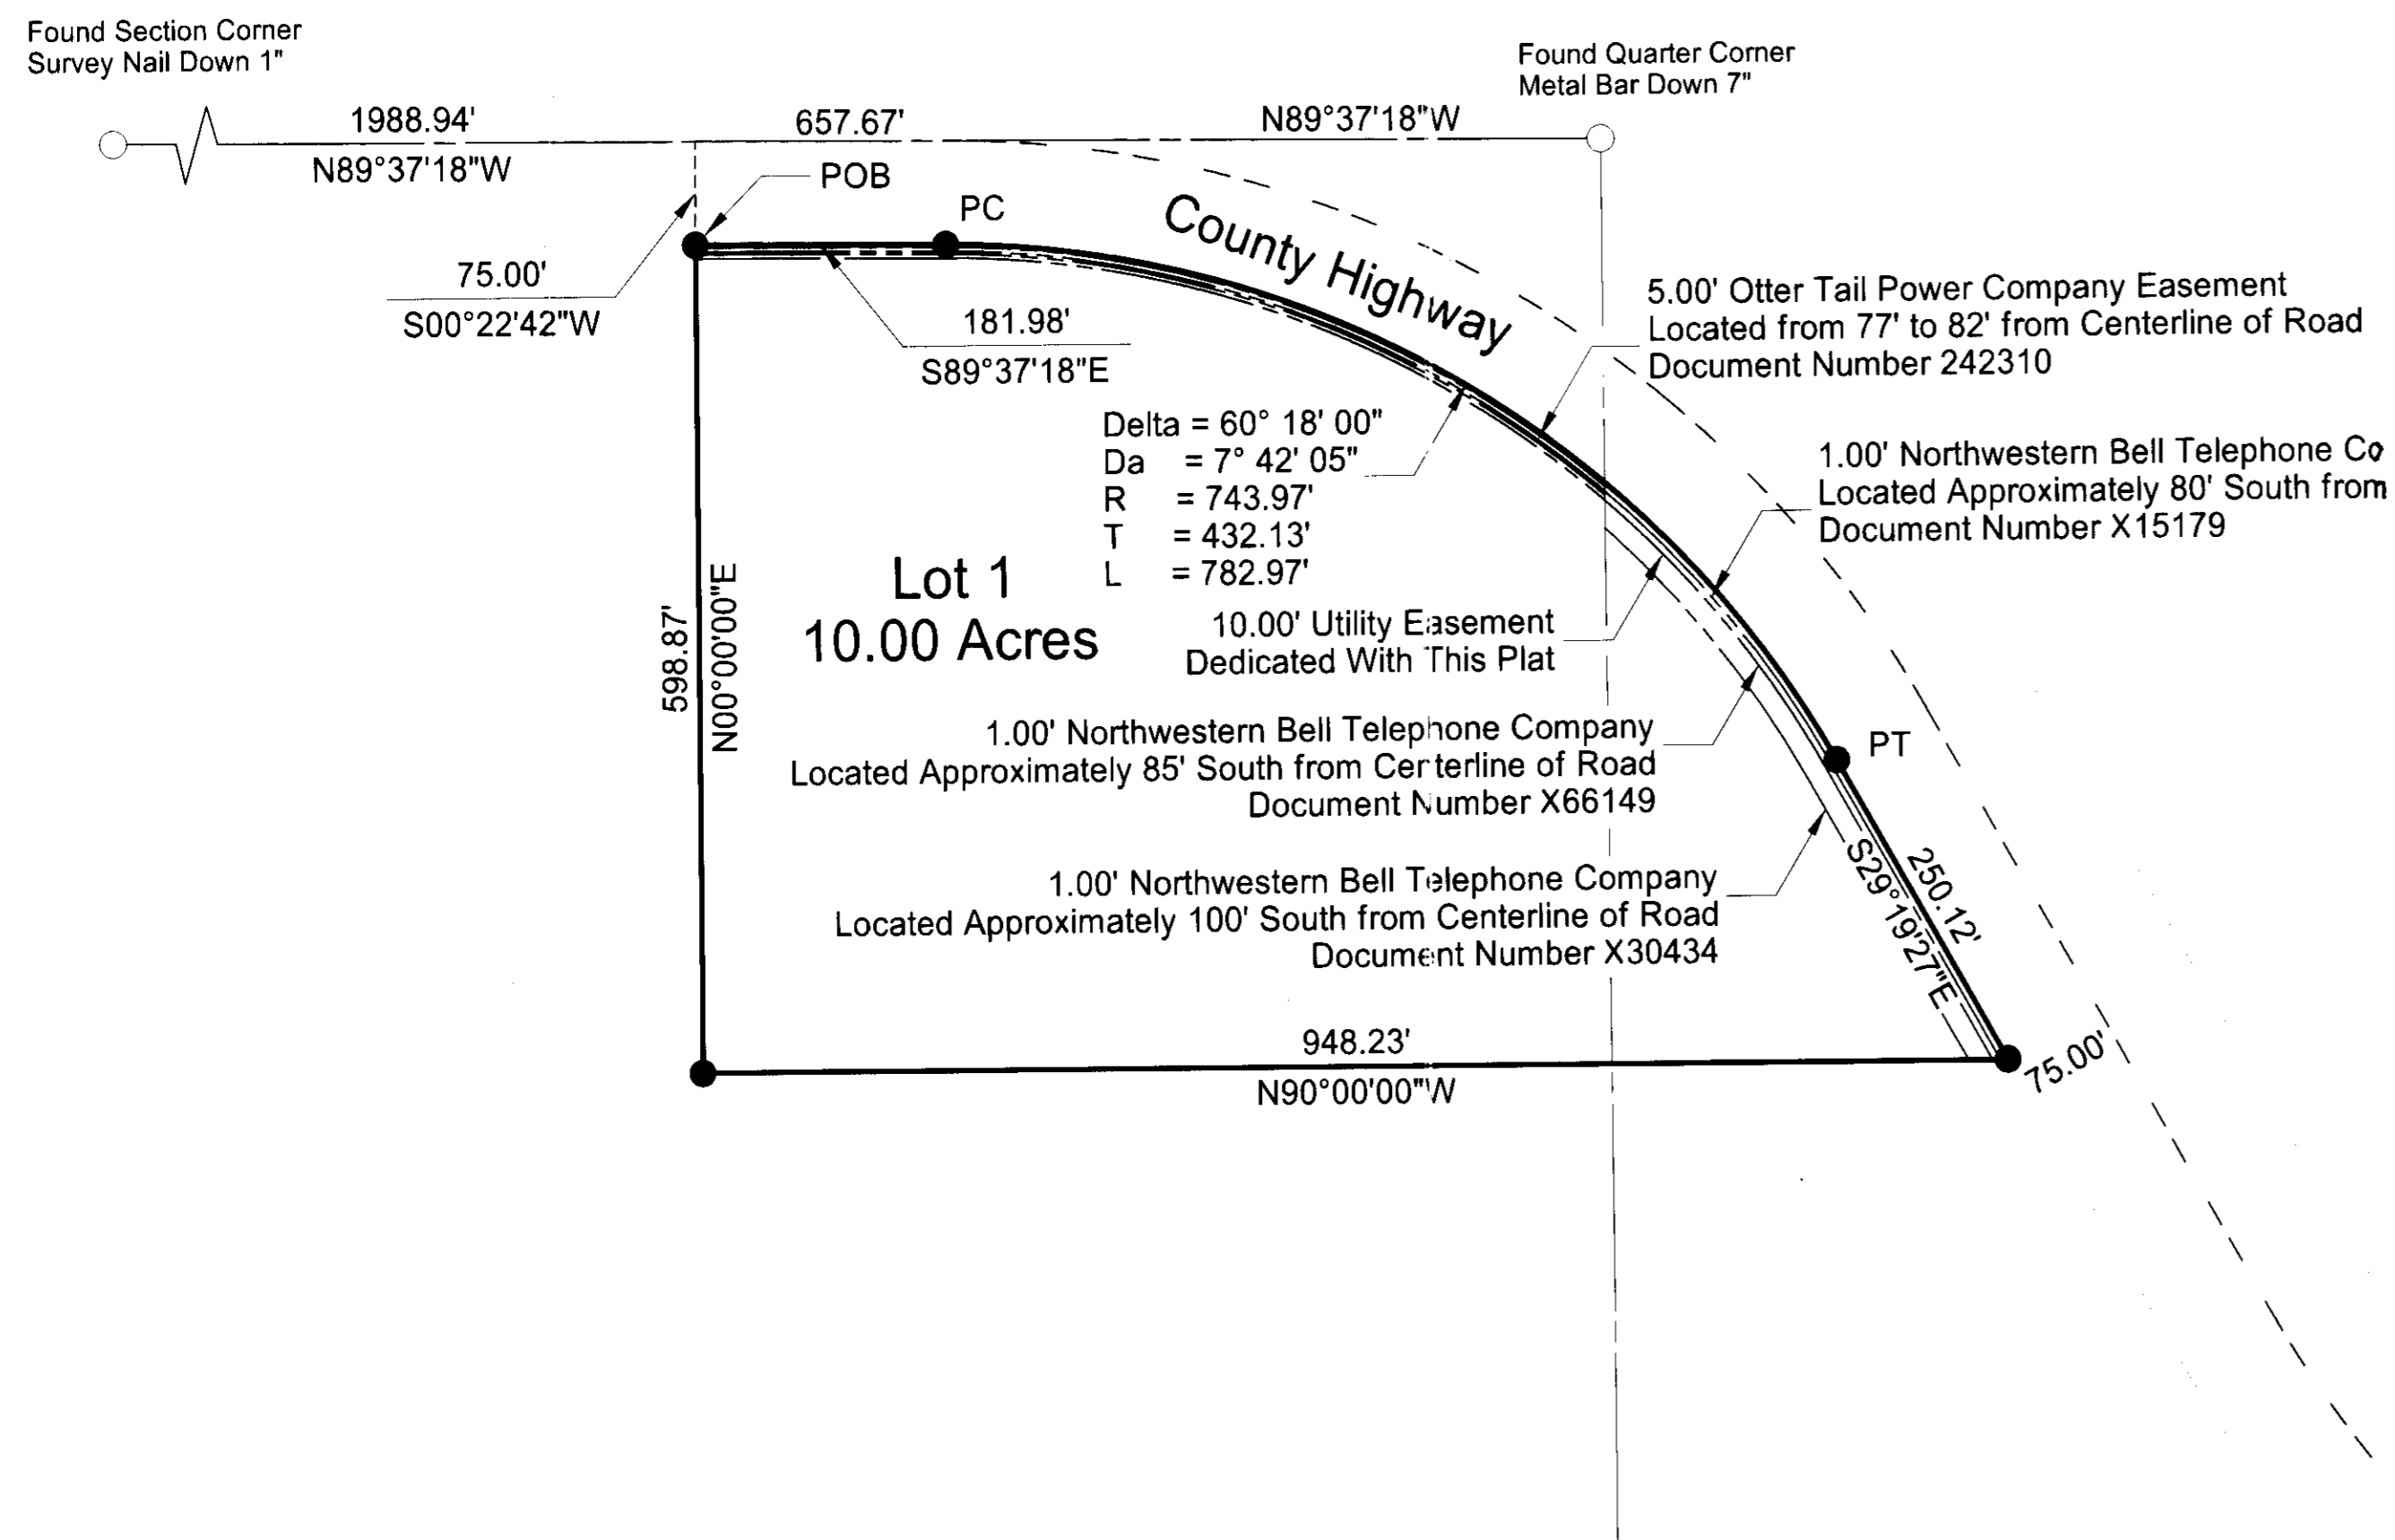 Found Section Corner
Survey Nail Down 1"
Found Quarter Corner
Metal Bar Down 7"
1988.94'
N89°37'18"W
657.67'
N89°37'18"W
POB
PC
75.00'
S00°22'42"W
181.98'
S89°37'18"E
County Highway
5.00' Otter Tail Power Company Easement
Located from 77' to 82' from Centerline of Road
Document Number 242310
Delta = 60° 18' 00"
Da = 7° 42' 05"
R = 743.97'
T = 432.13'
L = 782.97'
1.00' Northwestern Bell Telephone Co
Located Approximately 80' South from
Document Number X15179
Lot 1
10.00 Acres
598.87'
N00°00'00"E
10.00' Utility Easement
Dedicated With This Plat
1.00' Northwestern Bell Telephone Company
Located Approximately 85' South from Centerline of Road
Document Number X66149
PT
1.00' Northwestern Bell Telephone Company
Located Approximately 100' South from Centerline of Road
Document Number X30434
250.12'
S29°19'27"E
948.23'
N90°00'00"W
75.00'